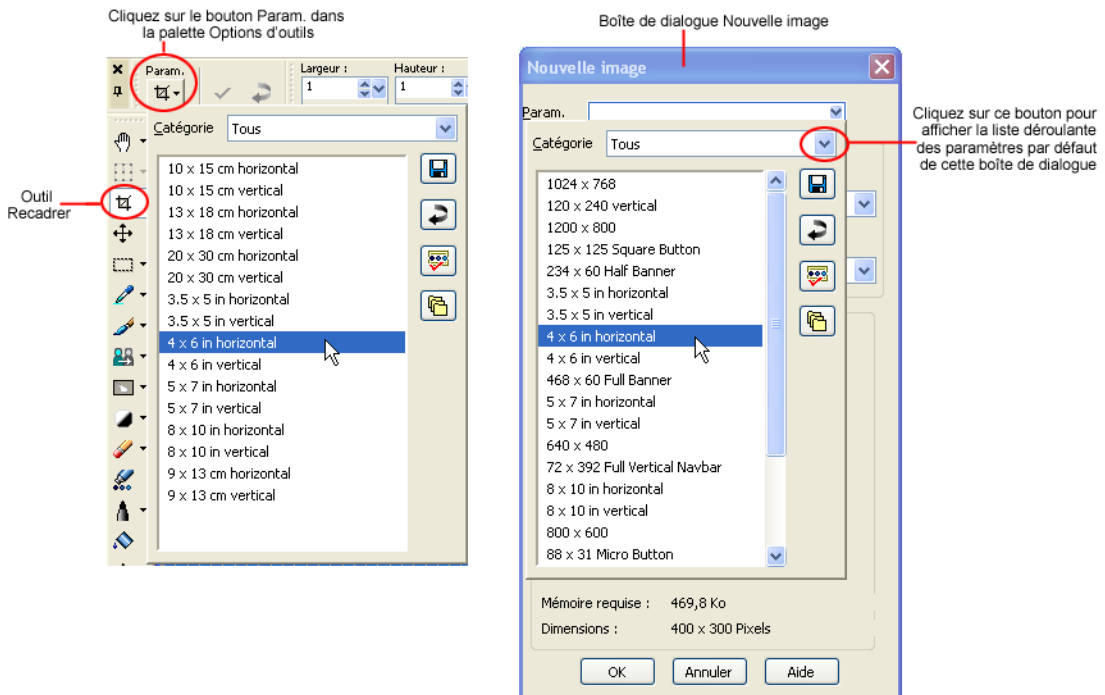 Cliquez sur le bouton Param. dans
la palette Options d'outils
Param.
Largeur :
Hauteur :
1
1
Catégorie
Tous
10 x 15 cm horizontal
10 x 15 cm vertical
13 x 18 cm horizontal
13 x 18 cm vertical
20 x 30 cm horizontal
20 x 30 cm vertical
3.5 x 5 in horizontal
3.5 x 5 in vertical
4 x 6 in horizontal
4 x 6 in vertical
5 x 7 in horizontal
5 x 7 in vertical
8 x 10 in horizontal
8 x 10 in vertical
9 x 13 cm horizontal
9 x 13 cm vertical
Outil
Recadrer
Boîte de dialogue Nouvelle image
Nouvelle image
Param.
Catégorie
Tous
1024 x 768
120 x 240 vertical
1200 x 800
125 x 125 Square Button
234 x 60 Half Banner
3.5 x 5 in horizontal
3.5 x 5 in vertical
4 x 6 in horizontal
4 x 6 in vertical
468 x 60 Full Banner
5 x 7 in horizontal
5 x 7 in vertical
640 x 480
72 x 392 Full Vertical Navbar
8 x 10 in horizontal
8 x 10 in vertical
800 x 600
88 x 31 Micro Button
Mémoire requise : 469,8 Ko
Dimensions : 400 x 300 Pixels
OK
Annuler
Aide
Cliquez sur ce bouton pour
afficher la liste déroulante
des paramètres par défaut
de cette boîte de dialogue